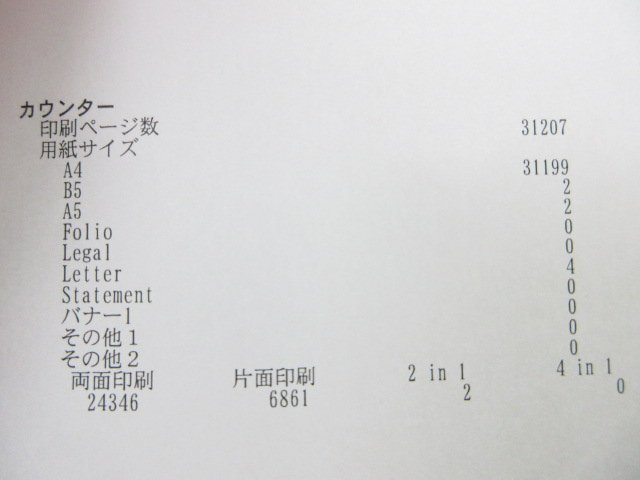 カウンター
印刷ページ数 31207
用紙サイズ
A4 31199
B5 2
A5 2
Folio 0
Legal 0
Letter 4
Statement 0
バナー1 0
その他1 0
その他2 0
両面印刷 片面印刷 2 in 1 4 in 1
24346 6861 2 0